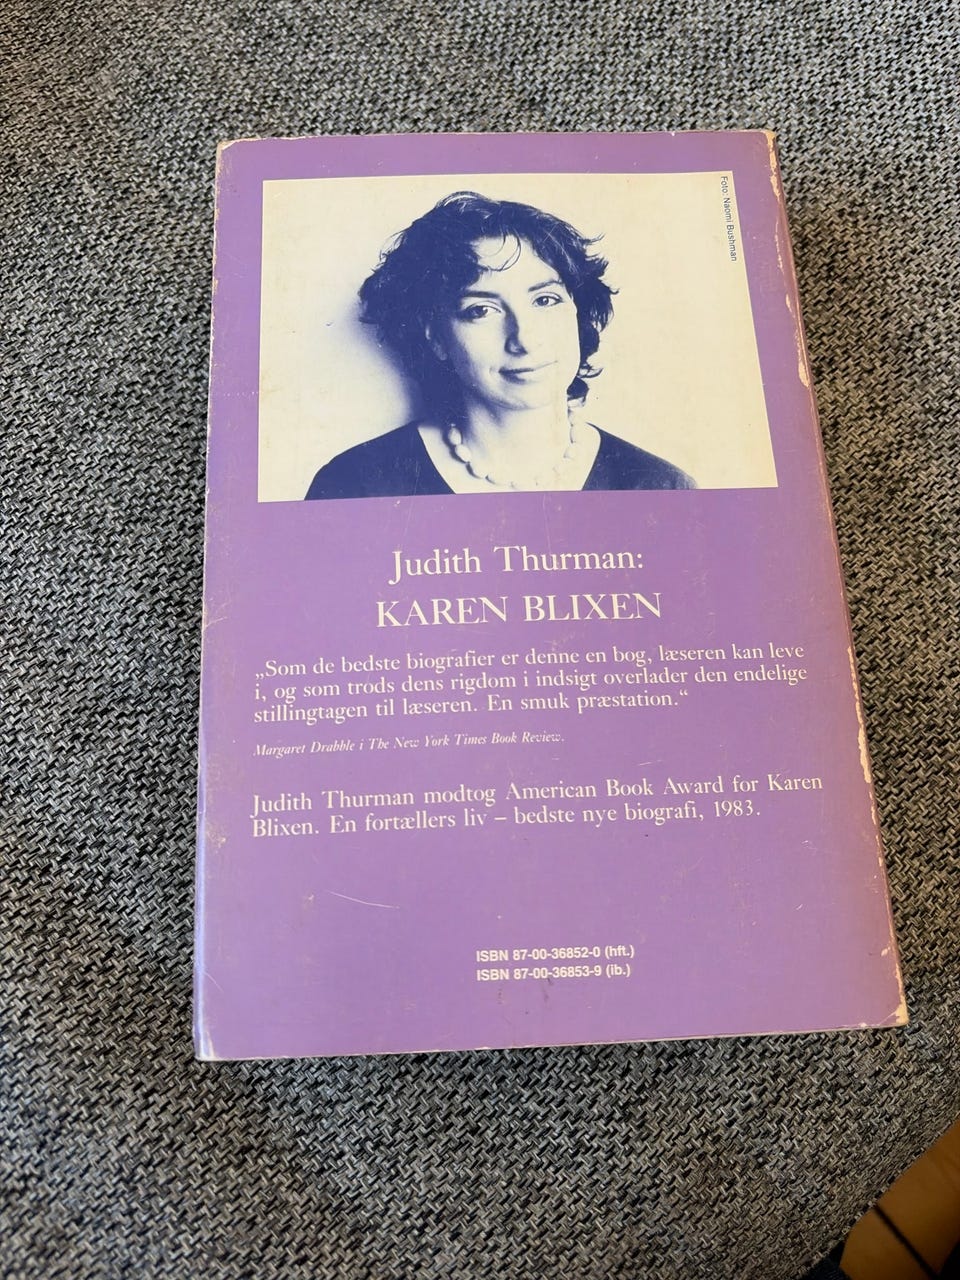 Foto: Naomi Bushman
Judith Thurman:
KAREN BLIXEN
„Som de bedste biografier er denne en bog, læseren kan leve
i, og som trods dens rigdom i indsigt overlader den endelige
stillingtagen til læseren. En smuk præstation.“
Margaret Drabble i The New York Times Book Review.
Judith Thurman modtog American Book Award for Karen
Blixen. En fortællers liv – bedste nye biografi, 1983.
ISBN 87-00-36852-0 (hft.)
ISBN 87-00-36853-9 (ib.)